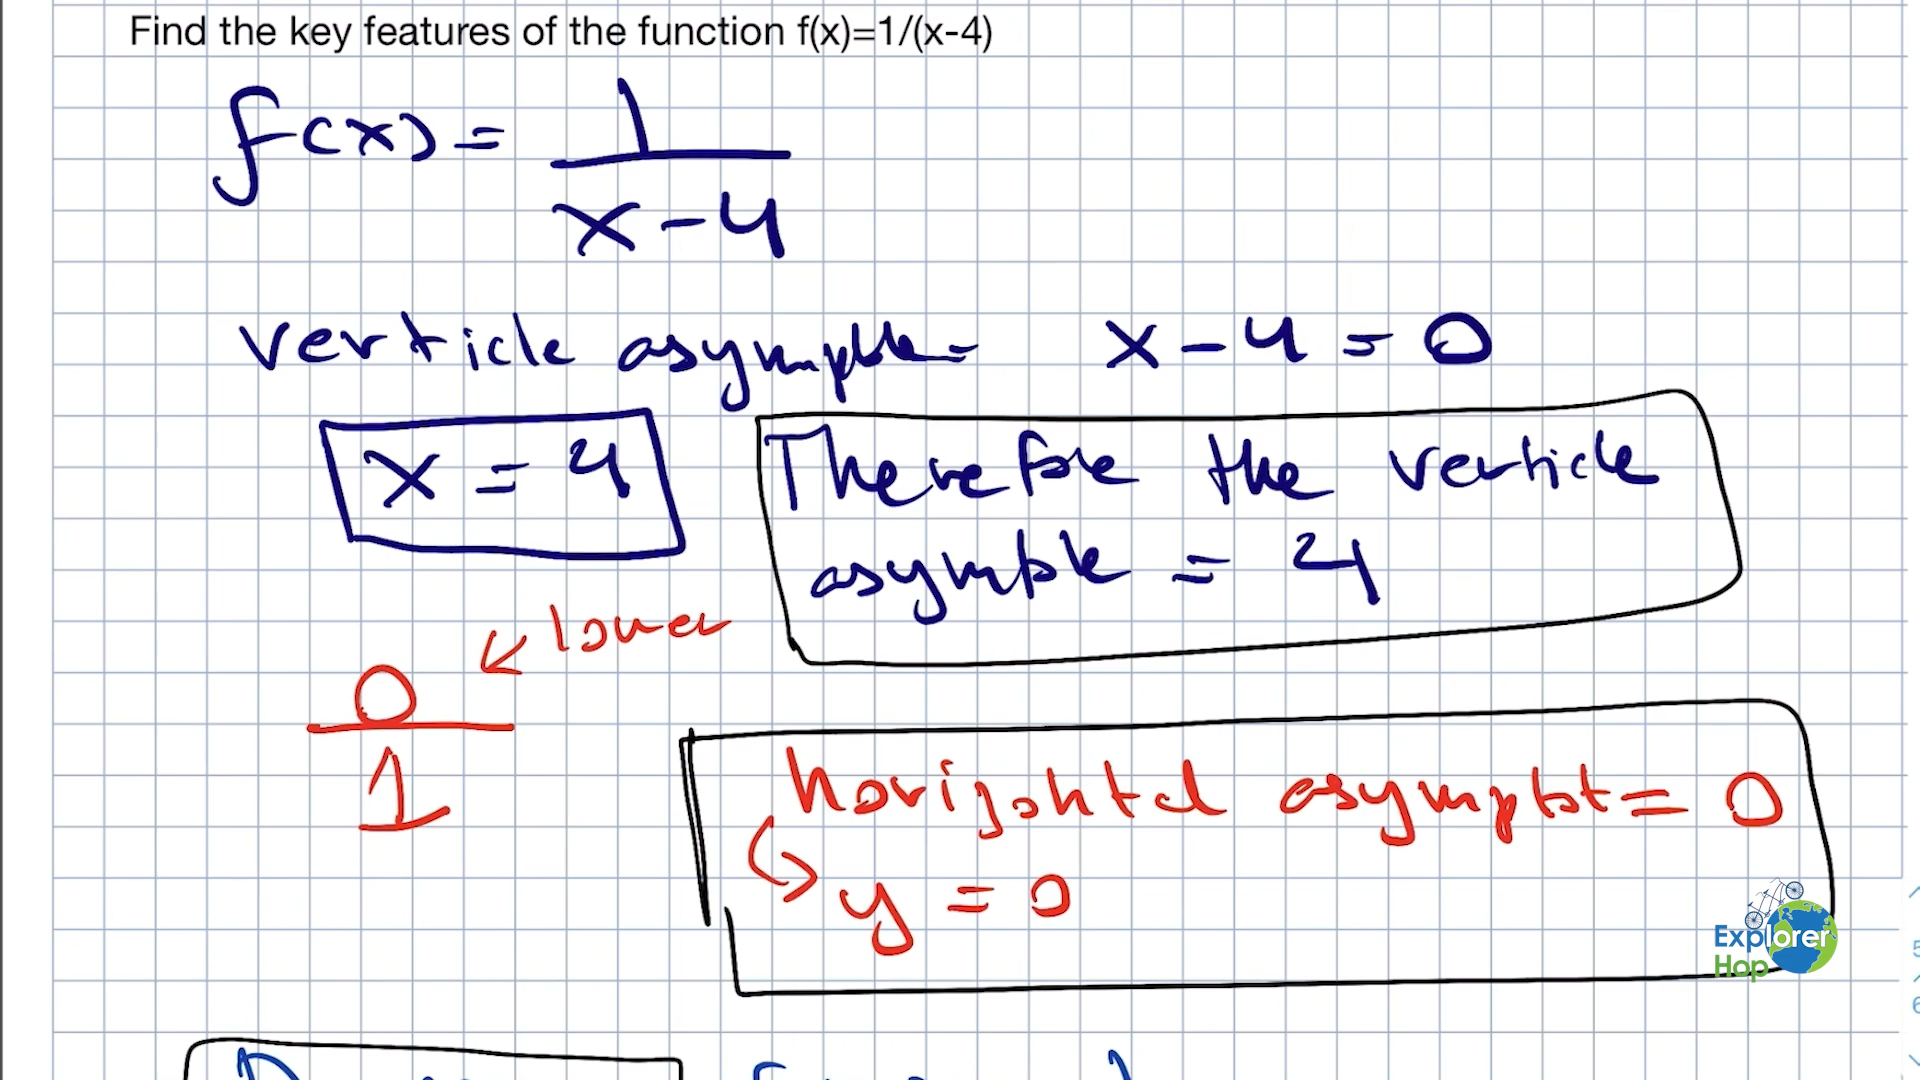 Find the key features of the function f(x)=1/(x-4)
f(x) = 1
x - 4
verticle asymptote = x - 4 = 0
x = 4
Therefore the verticle
asymptote = 4
lower
0
1
horizontal asymptot = 0
y = 0
Explorer
Hop